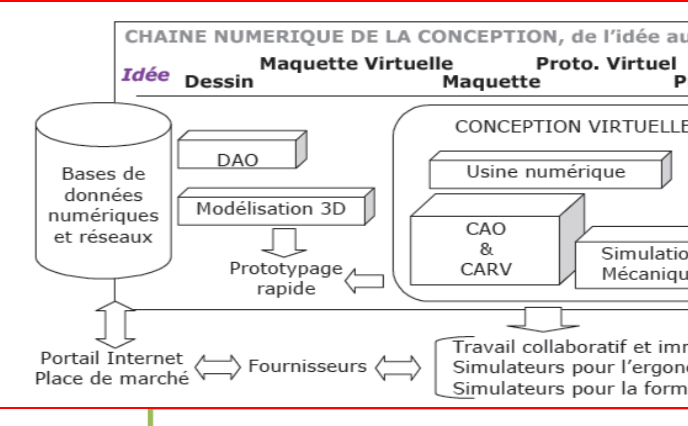 CHAINE NUMERIQUE DE LA CONCEPTION, de l'idée au
Maquette Virtuelle Proto. Virtuel
Idée Dessin Maquette
CONCEPTION VIRTUELLE
DAO
Usine numérique
Bases de
données
numériques
et réseaux
Modélisation 3D
CAO
&
CARV
Simulatio
Mécaniqu
Prototypage
rapide
Portail Internet
Place de marché
Fournisseurs
Travail collaboratif et imm
Simulateurs pour l'ergon
Simulateurs pour la form